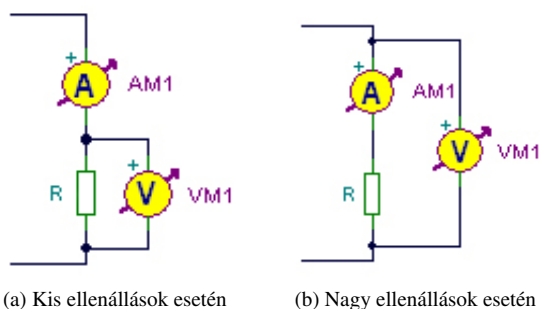 +
A
AM1
+
R
V
VM1
+
A
AM1
+
V
VM1
R
(a) Kis ellenállások esetén
(b) Nagy ellenállások esetén